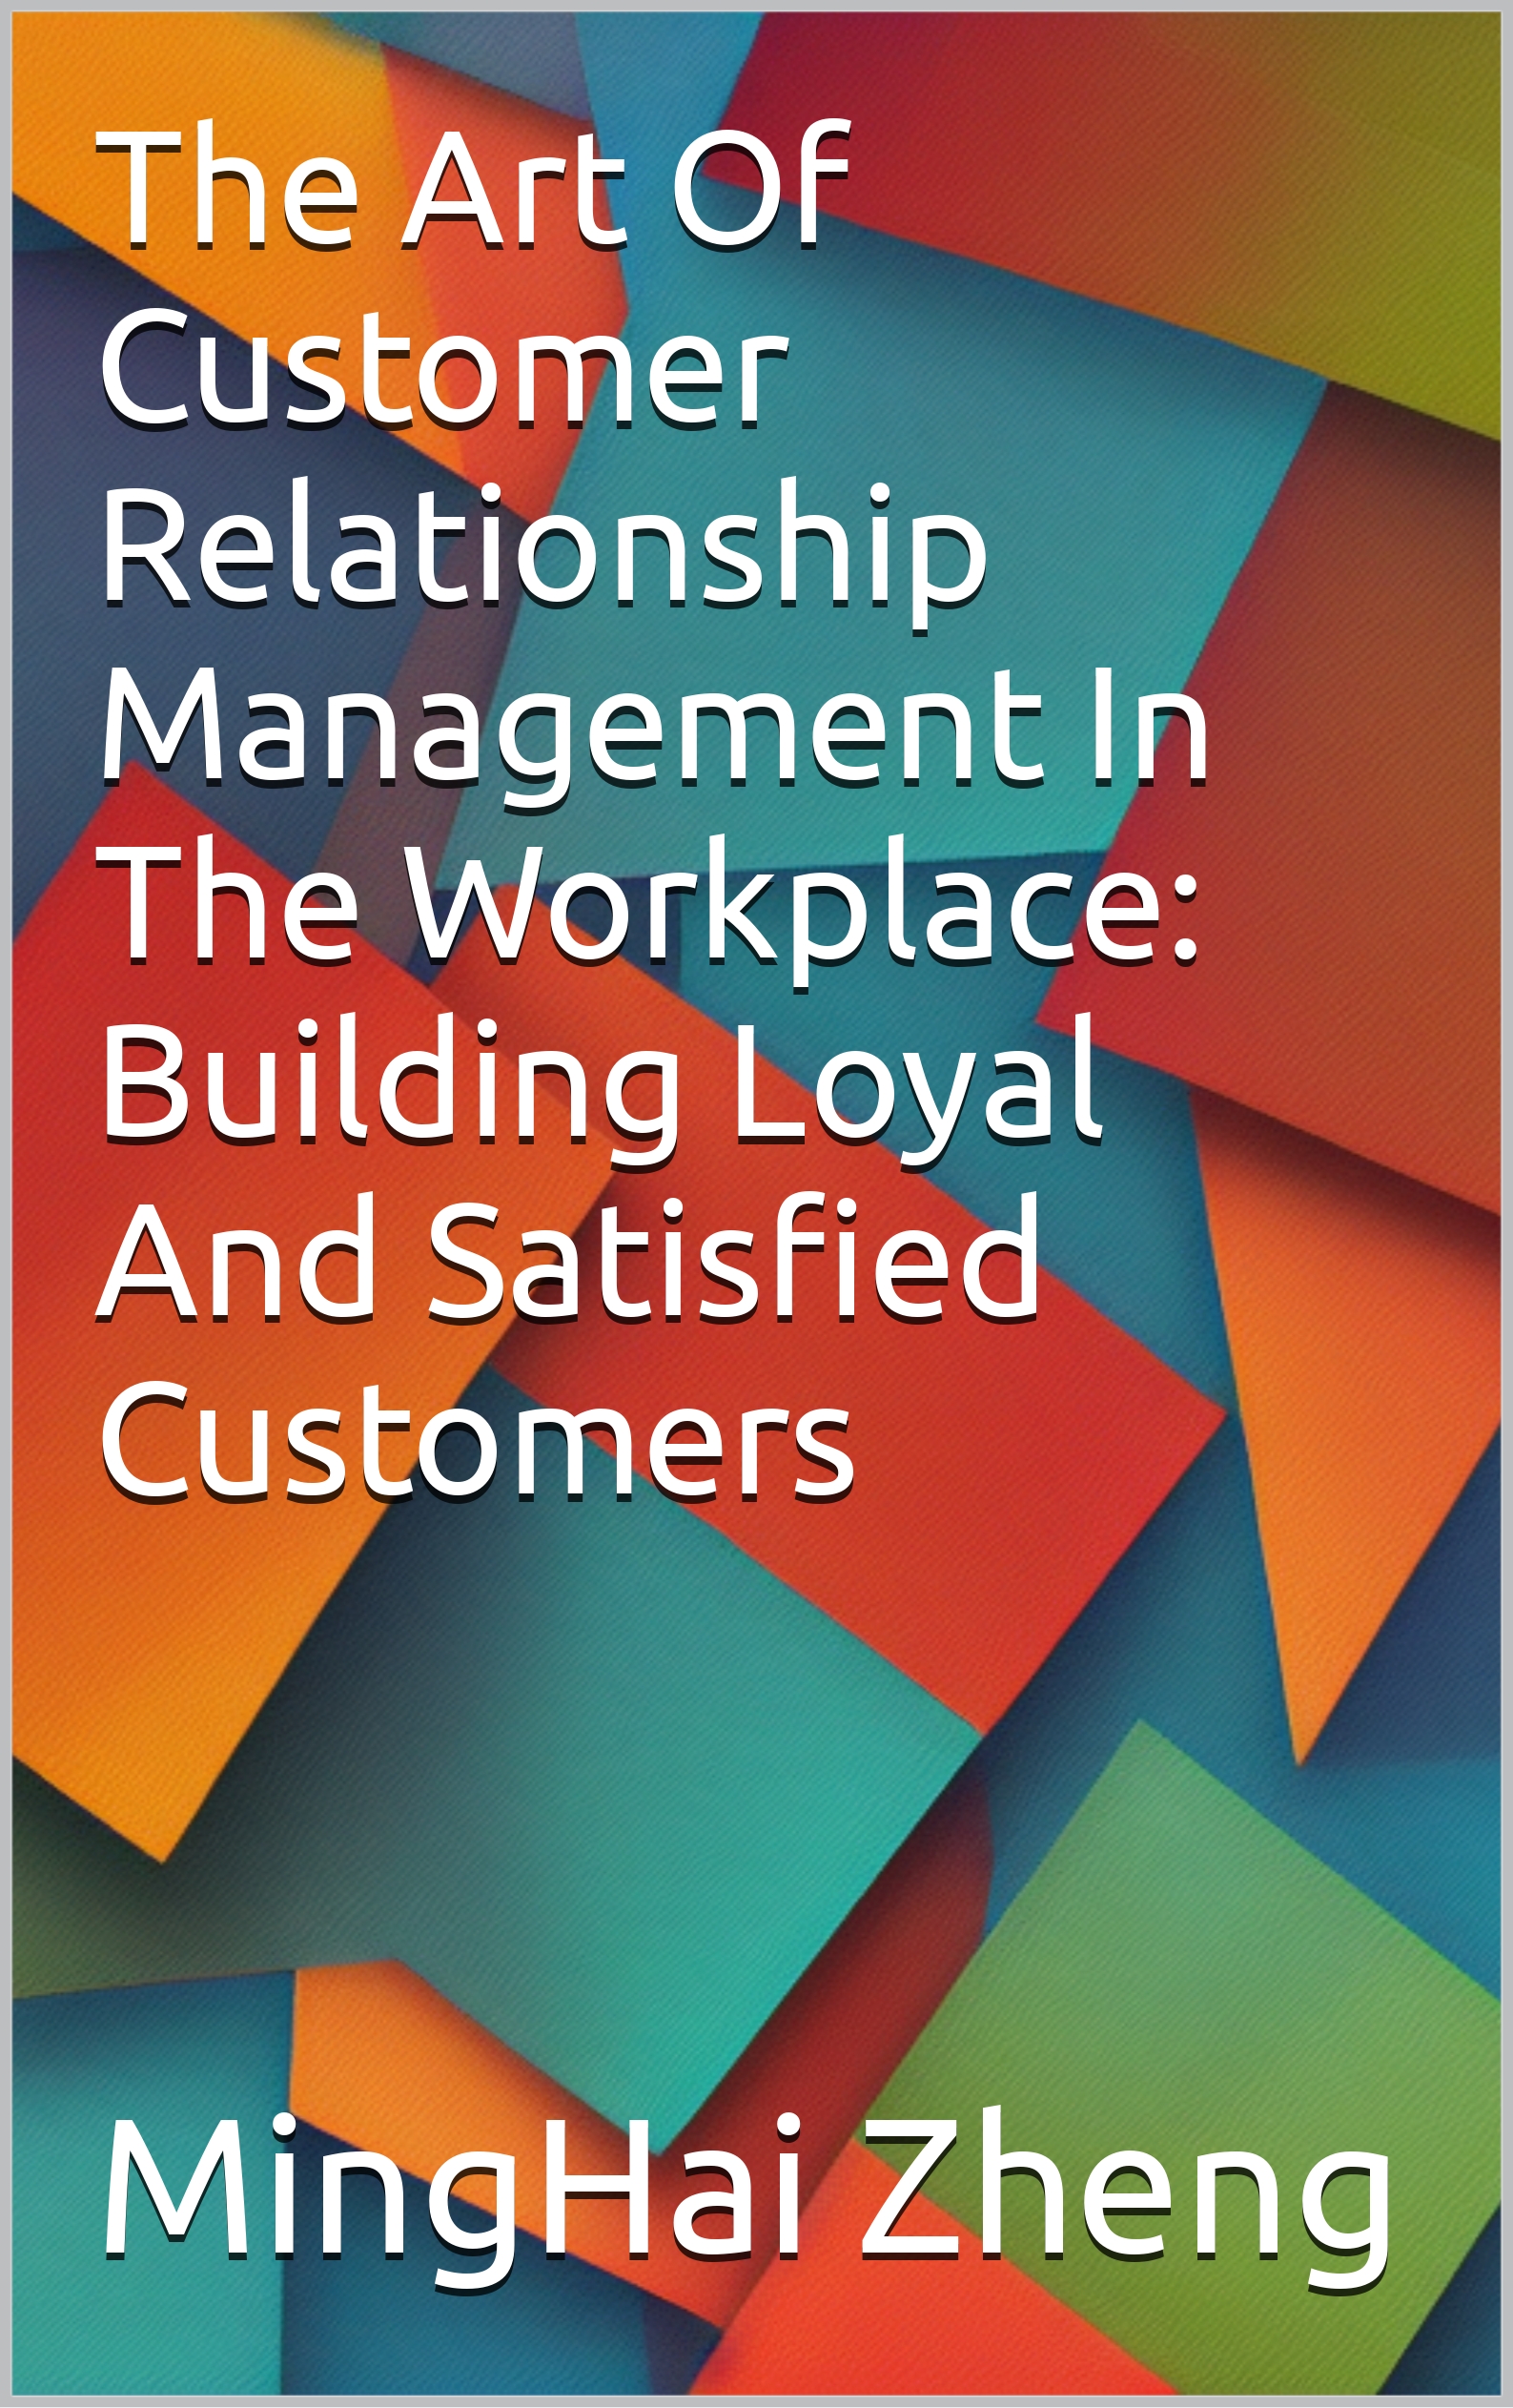 The Art Of
Customer
Relationship
Management In
The Workplace:
Building Loyal
And Satisfied
Customers
MingHai Zheng